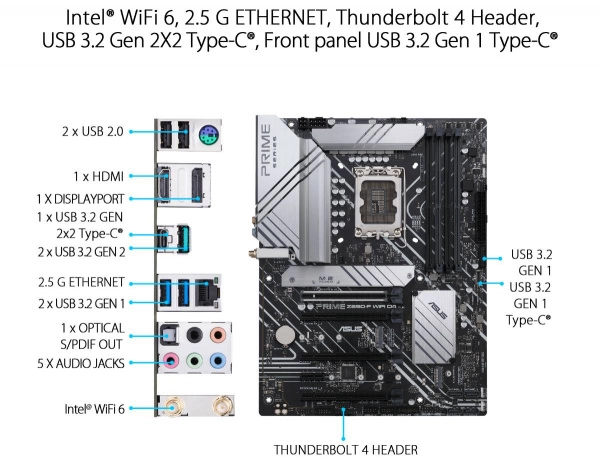 Intel® WiFi 6, 2.5 G ETHERNET, Thunderbolt 4 Header,
USB 3.2 Gen 2X2 Type-C®, Front panel USB 3.2 Gen 1 Type-C®
2 x USB 2.0
1 x HDMI
1 X DISPLAYPORT
1 x USB 3.2 GEN
2x2 Type-C®
2 x USB 3.2 GEN 2
2.5 G ETHERNET
2 x USB 3.2 GEN 1
1 x OPTICAL
S/PDIF OUT
5 X AUDIO JACKS
Intel® WiFi 6
PRIME
SERIES
M.2
PRIME Z690-P WIFI D4
ASUS
ASUS
USB 3.2
GEN 1
USB 3.2
GEN 1
Type-C®
THUNDERBOLT 4 HEADER